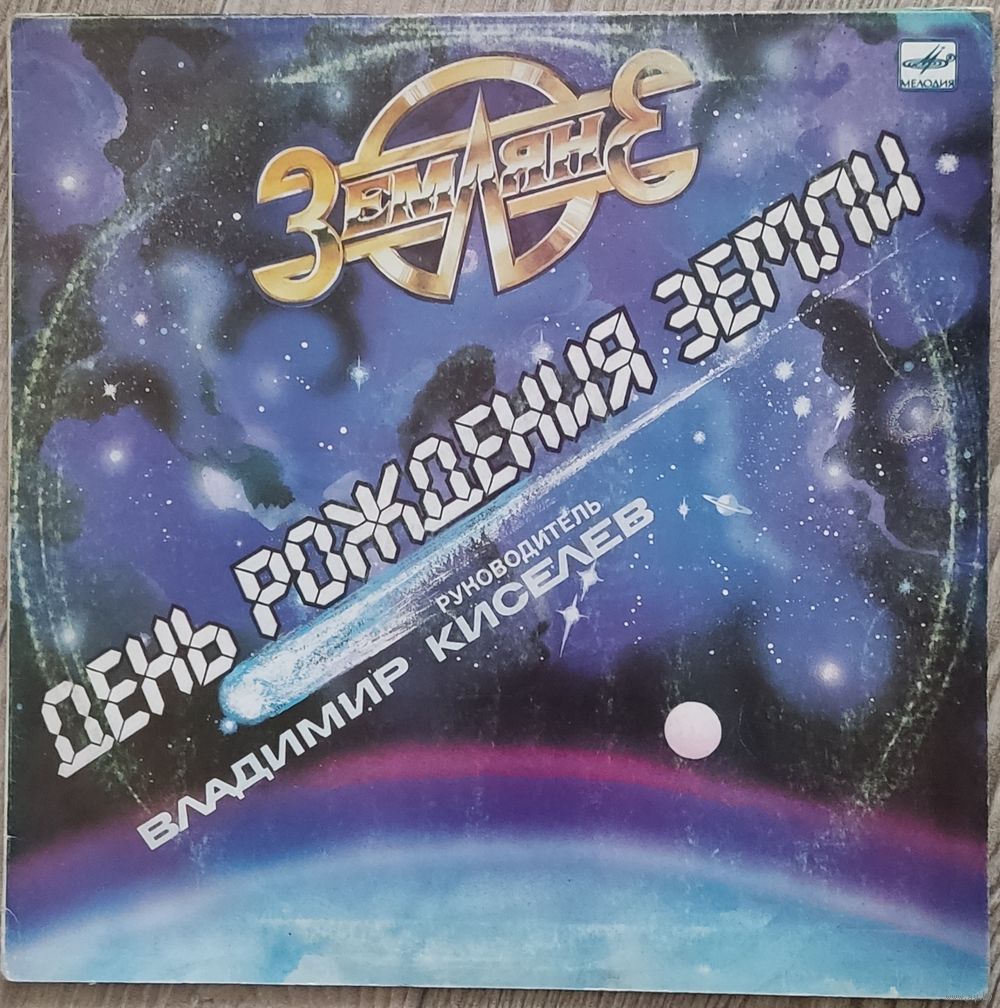 МЕЛОДИЯ
ЗЕМЛЯНЕ
ДЕНЬ РОЖДЕНИЯ ЗЕМЛИ
РУКОВОДИТЕЛЬ
ВЛАДИМИР КИСЕЛЕВ